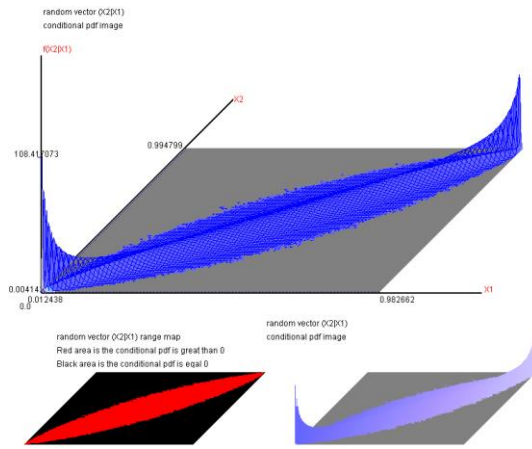 random vector (X2|X1)
conditional pdf image
f(X2|X1)
X2
0.994799
108.417073
0.00414
0.012438
0.0
0.982662
X1
random vector (X2|X1) range map
Red area is the conditional pdf is great than 0
Black area is the conditional pdf is eqal 0
random vector (X2|X1)
conditional pdf image